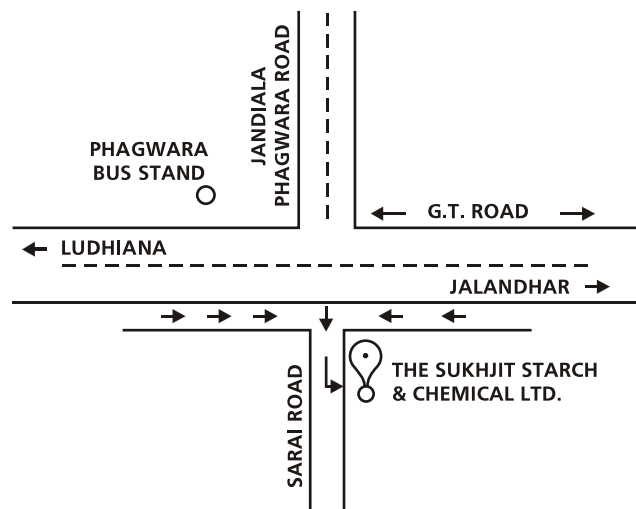 JANDIALA
PHAGWARA ROAD
PHAGWARA
BUS STAND
G.T. ROAD
LUDHIANA
JALANDHAR
THE SUKHJIT STARCH
& CHEMICAL LTD.
SARAI ROAD